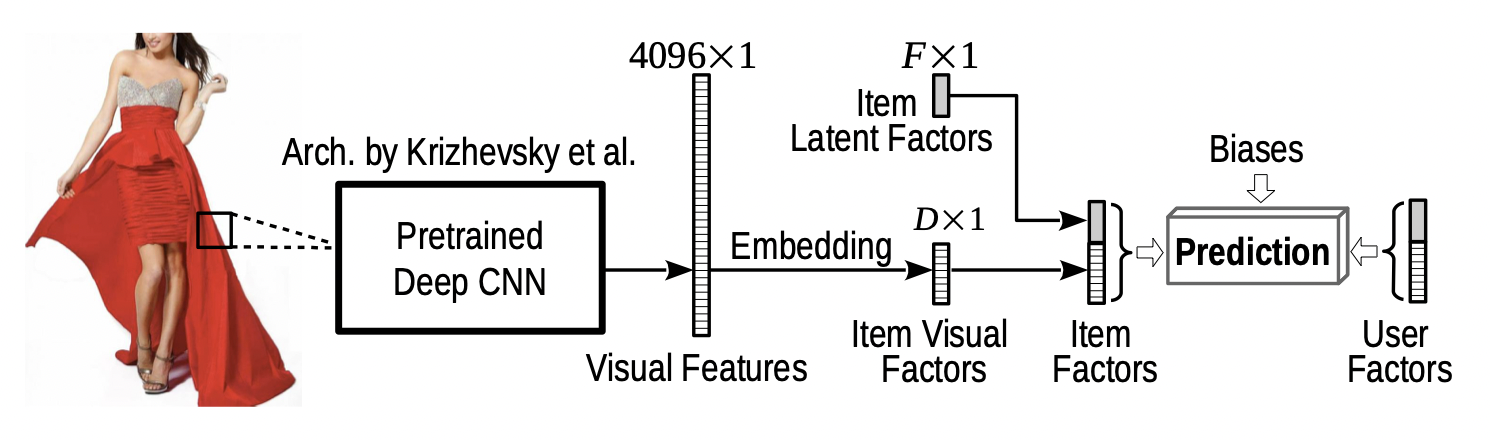 4096×1
F×1
Item
Latent Factors
Arch. by Krizhevsky et al.
Biases
Pretrained
Deep CNN
Embedding
D×1
Prediction
Visual Features
Item Visual
Factors
Item
Factors
User
Factors